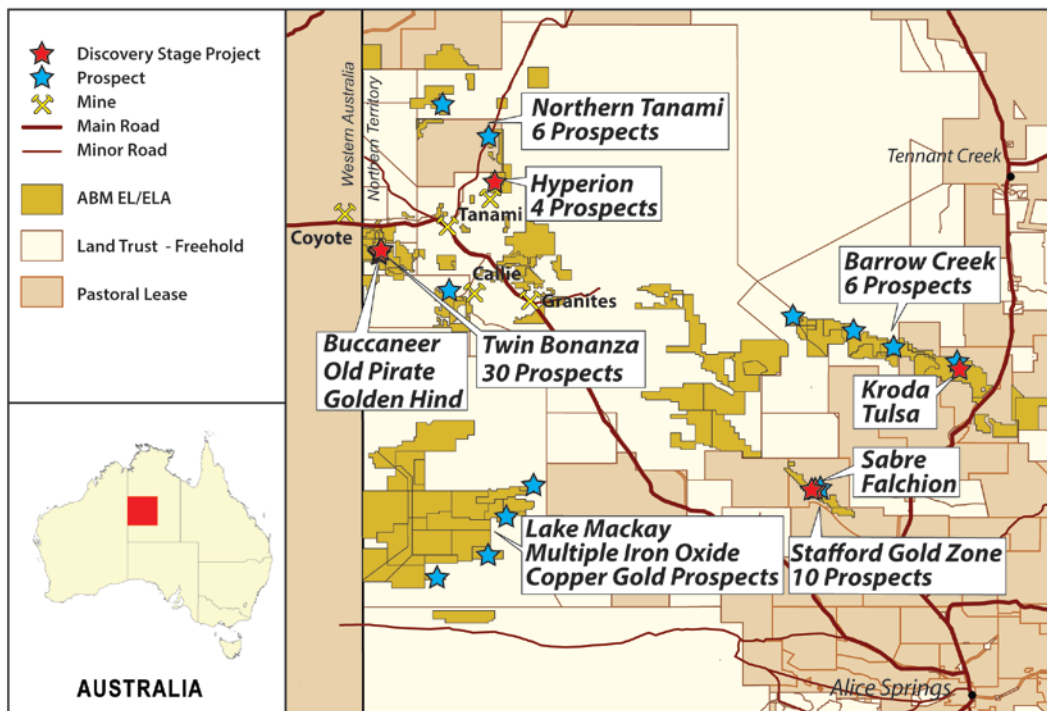 Discovery Stage Project
Prospect
Mine
Main Road
Minor Road
ABM EL/ELA
Land Trust - Freehold
Pastoral Lease
AUSTRALIA
Western Australia
Northern Territory
Northern Tanami
6 Prospects
Hyperion
4 Prospects
Tennant Creek
Tanami
Coyote
Callie
Granites
Barrow Creek
6 Prospects
Buccaneer
Old Pirate
Golden Hind
Twin Bonanza
30 Prospects
Kroda
Tulsa
Sabre
Falchion
Lake Mackay
Multiple Iron Oxide
Copper Gold Prospects
Stafford Gold Zone
10 Prospects
Alice Springs